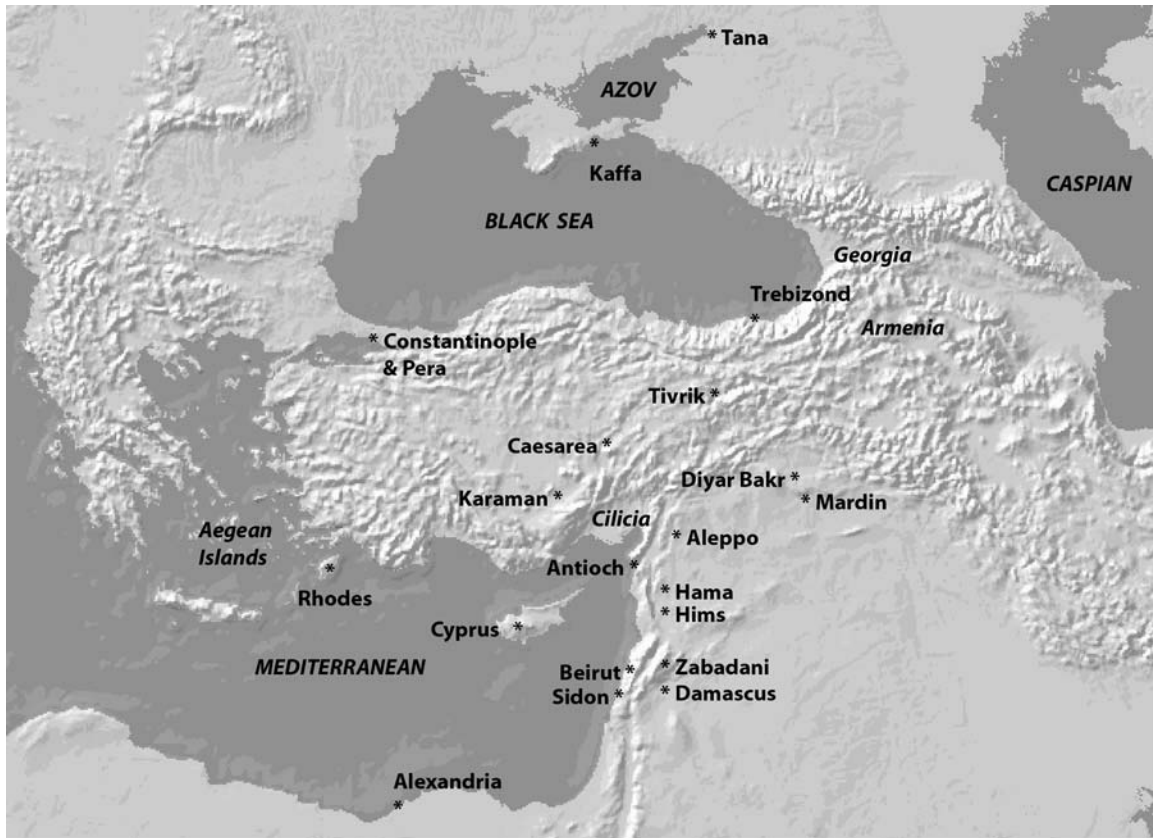 * Tana
AZOV
*
Kaffa
CASPIAN
BLACK SEA
Georgia
Trebizond
*
Armenia
* Constantinople
& Pera
Tivrik *
Caesarea *
Diyar Bakr *
Karaman *
* Mardin
Cilicia
Aegean
Islands
* Aleppo
Antioch *
*
Rhodes
* Hama
* Hims
Cyprus *
MEDITERRANEAN
Beirut *
* Zabadani
Sidon *
* Damascus
Alexandria
*